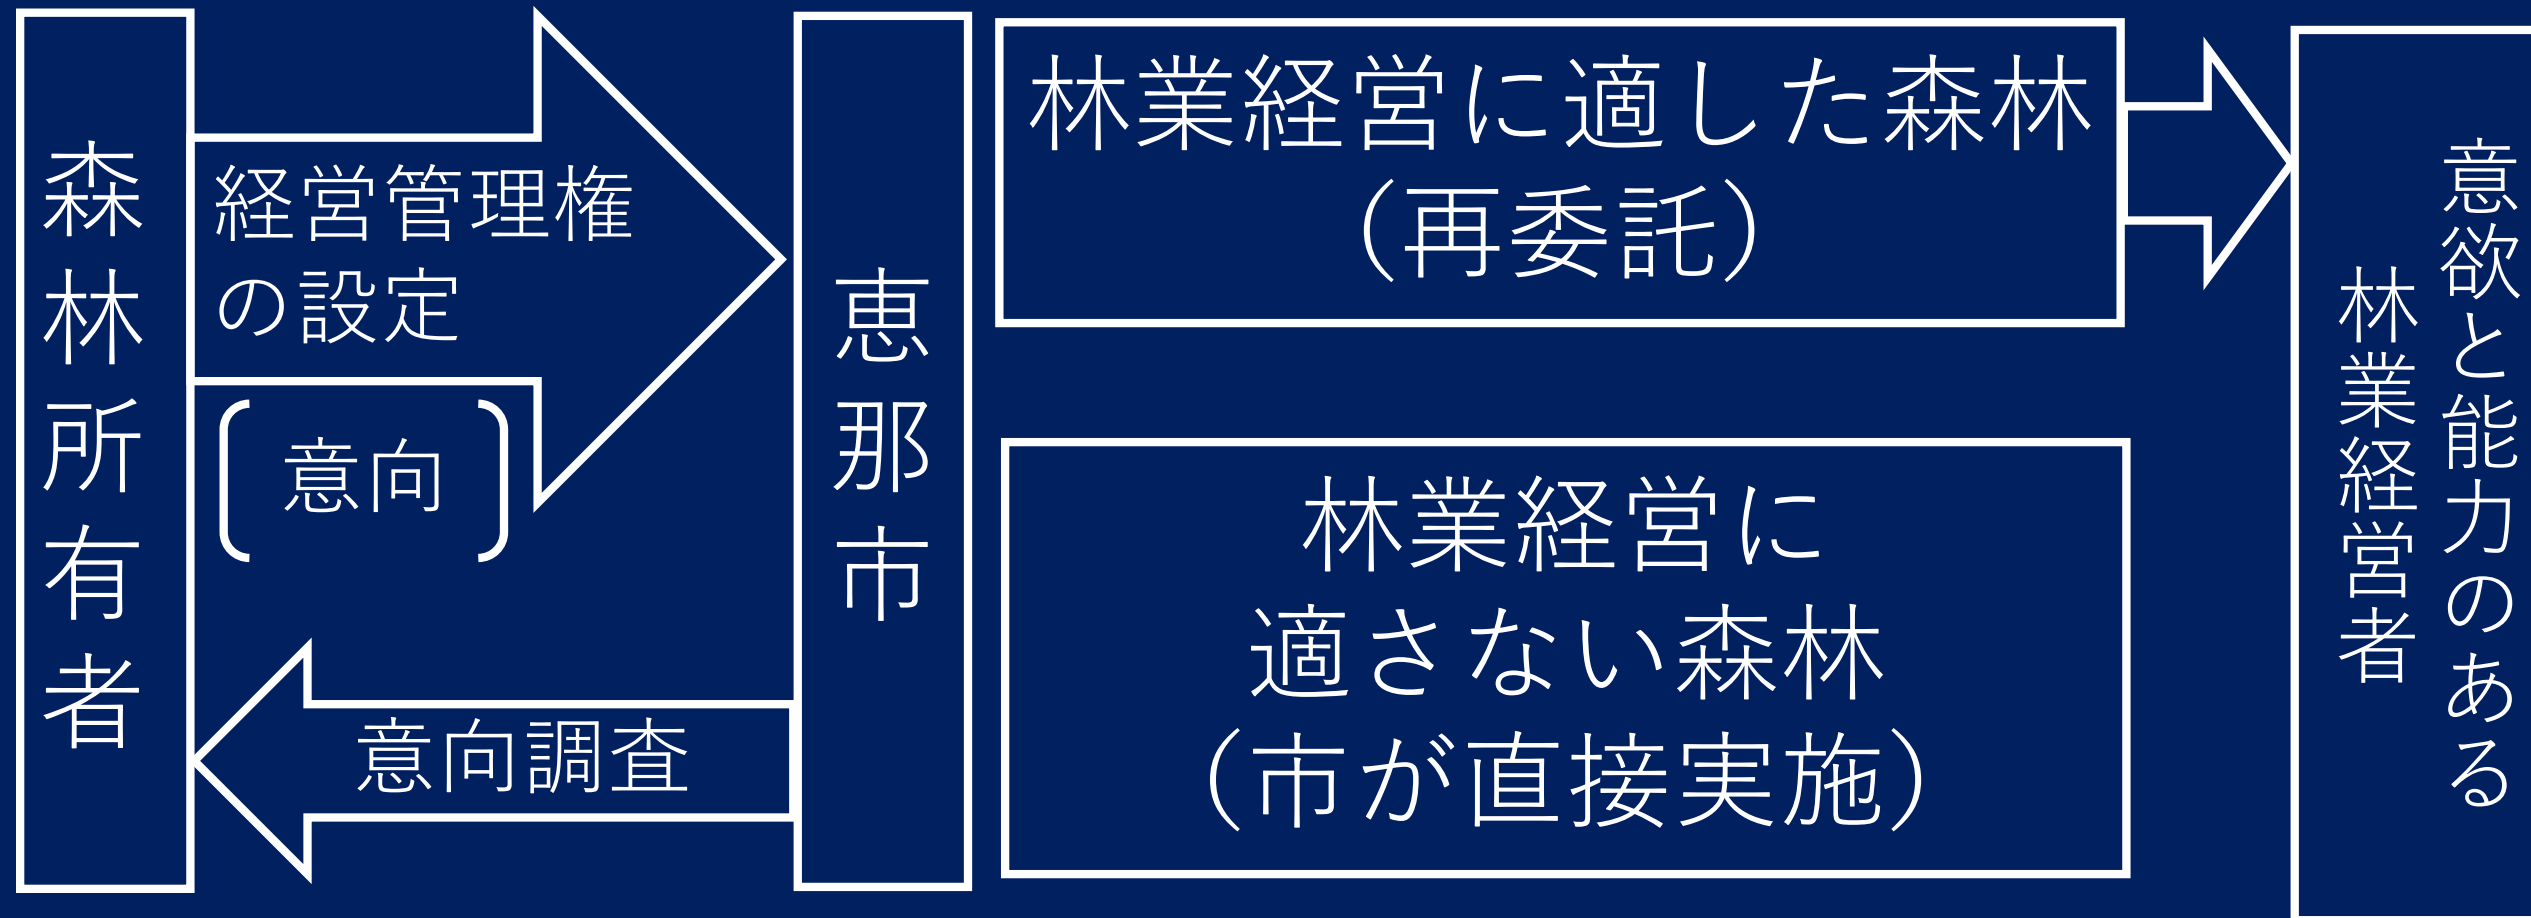 森林所有者
経営管理権
の設定
意向
意向調査
恵那市
林業経営に適した森林
（再委託）
林業経営に
適さない森林
（市が直接実施）
意欲と能力のある
林業経営者